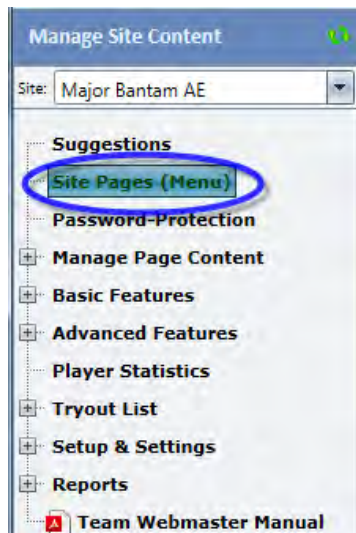 Manage Site Content
Site: Major Bantam AE
Suggestions
Site Pages (Menu)
Password-Protection
Manage Page Content
Basic Features
Advanced Features
Player Statistics
Tryout List
Setup & Settings
Reports
Team Webmaster Manual